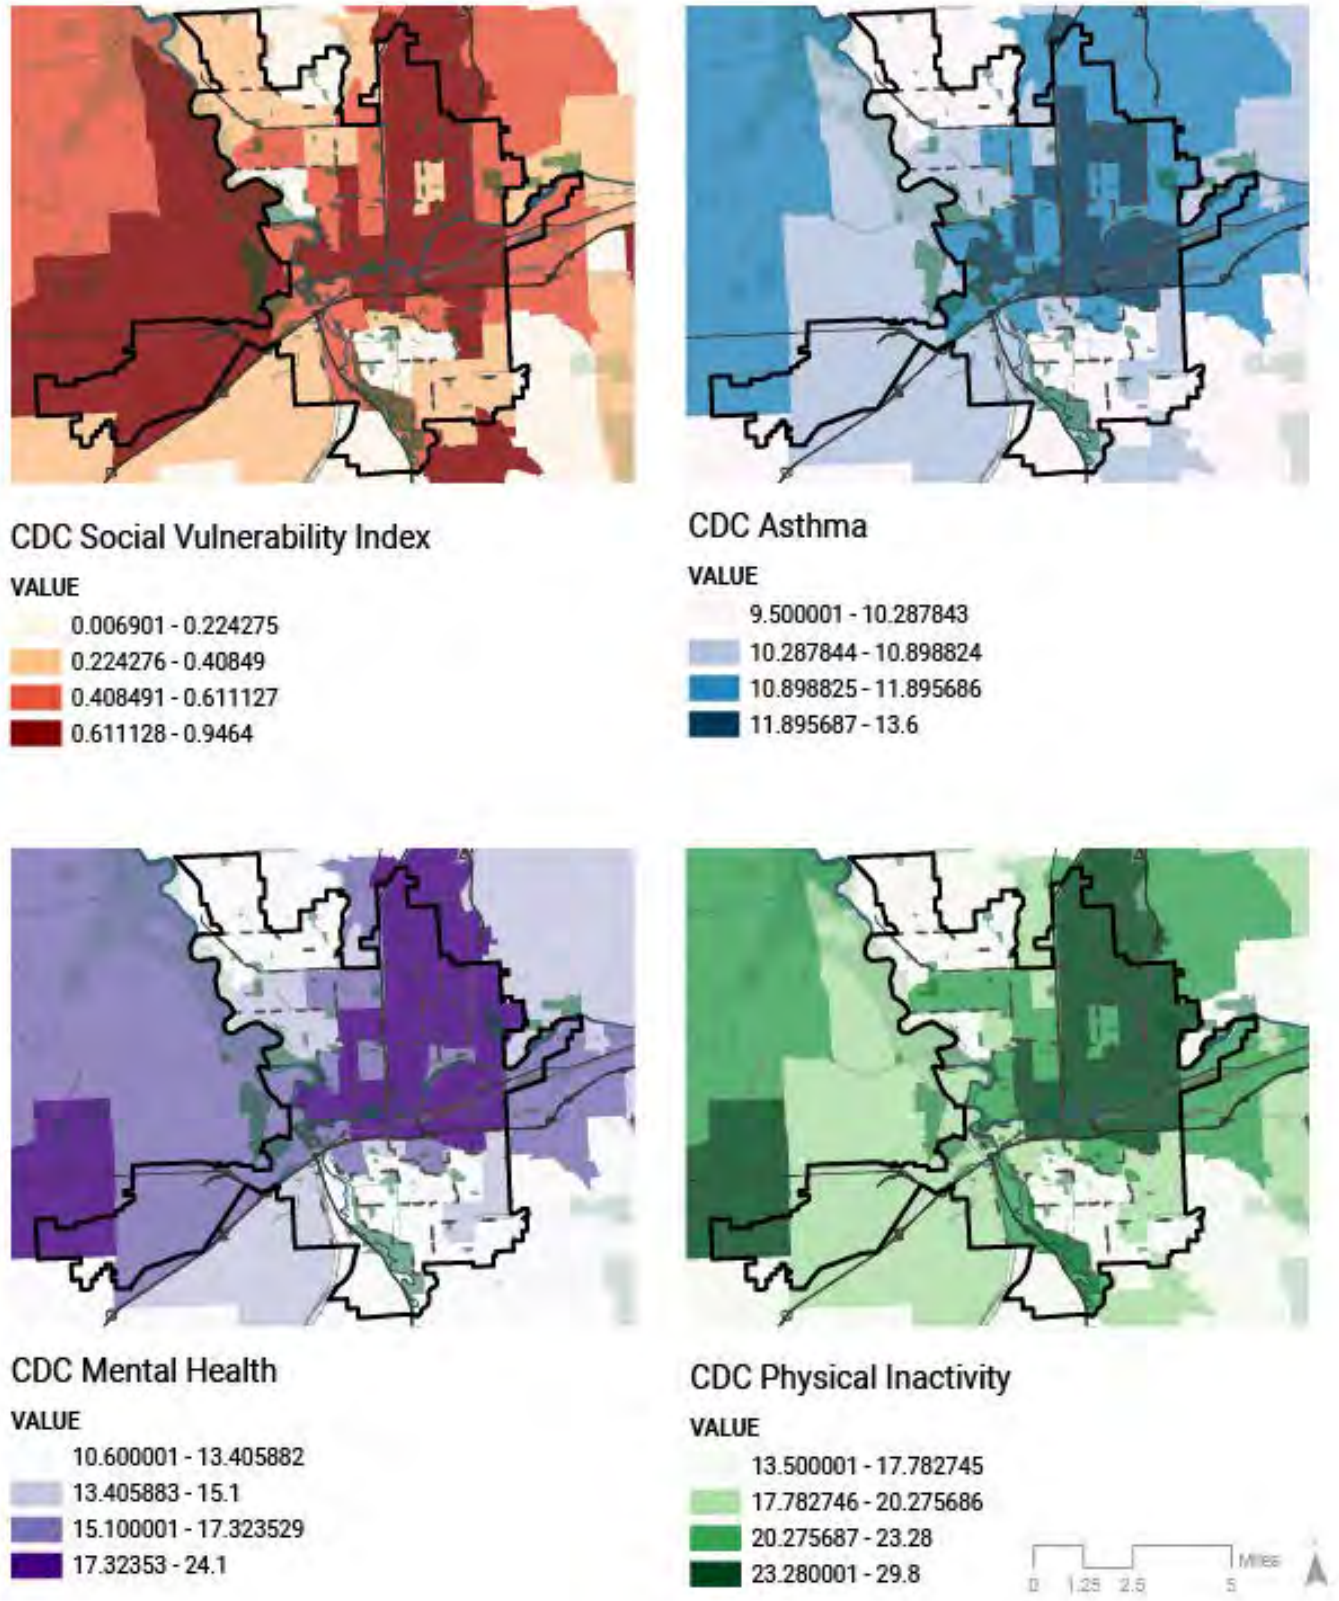 CDC Social Vulnerability Index
VALUE
0.006901 - 0.224275
0.224276 - 0.40849
0.408491 - 0.611127
0.611128 - 0.9464
CDC Asthma
VALUE
9.500001 - 10.287843
10.287844 - 10.898824
10.898825 - 11.895686
11.895687 - 13.6
CDC Mental Health
VALUE
10.600001 - 13.405882
13.405883 - 15.1
15.100001 - 17.323529
17.32353 - 24.1
CDC Physical Inactivity
VALUE
13.500001 - 17.782745
17.782746 - 20.275686
20.275687 - 23.28
23.280001 - 29.8
Miles
0 1.25 2.5 5